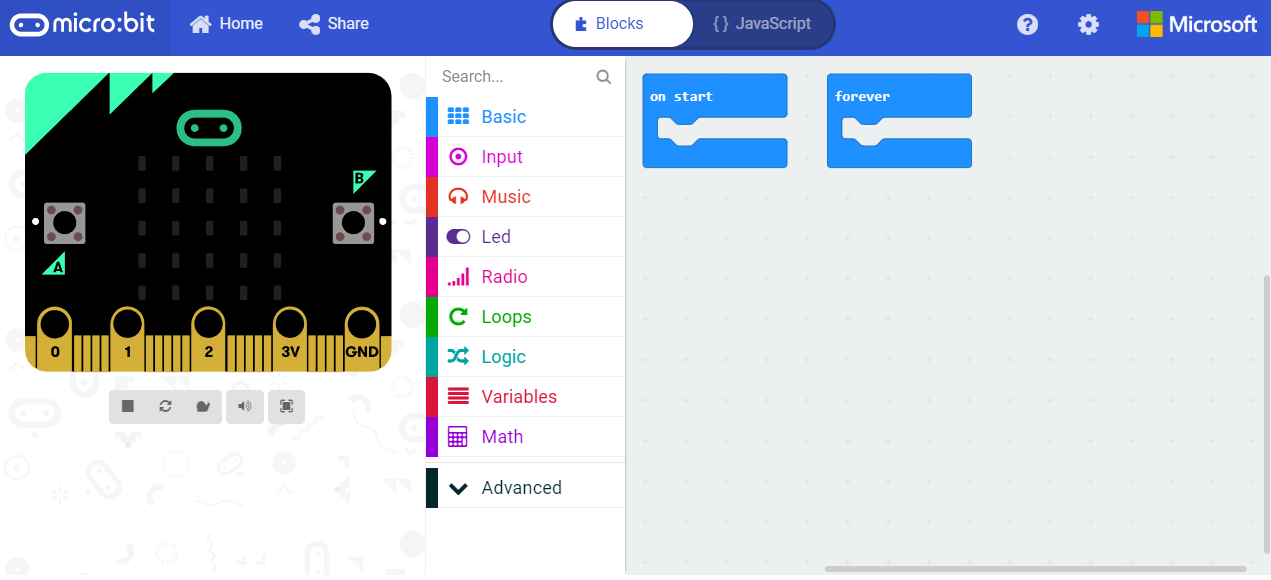 micro:bit
Home
Share
Blocks
{ } JavaScript
?
Microsoft
B
A
0 1 2 3V GND
Search...
Basic
Input
Music
Led
Radio
Loops
Logic
Variables
Math
Advanced
on start
forever